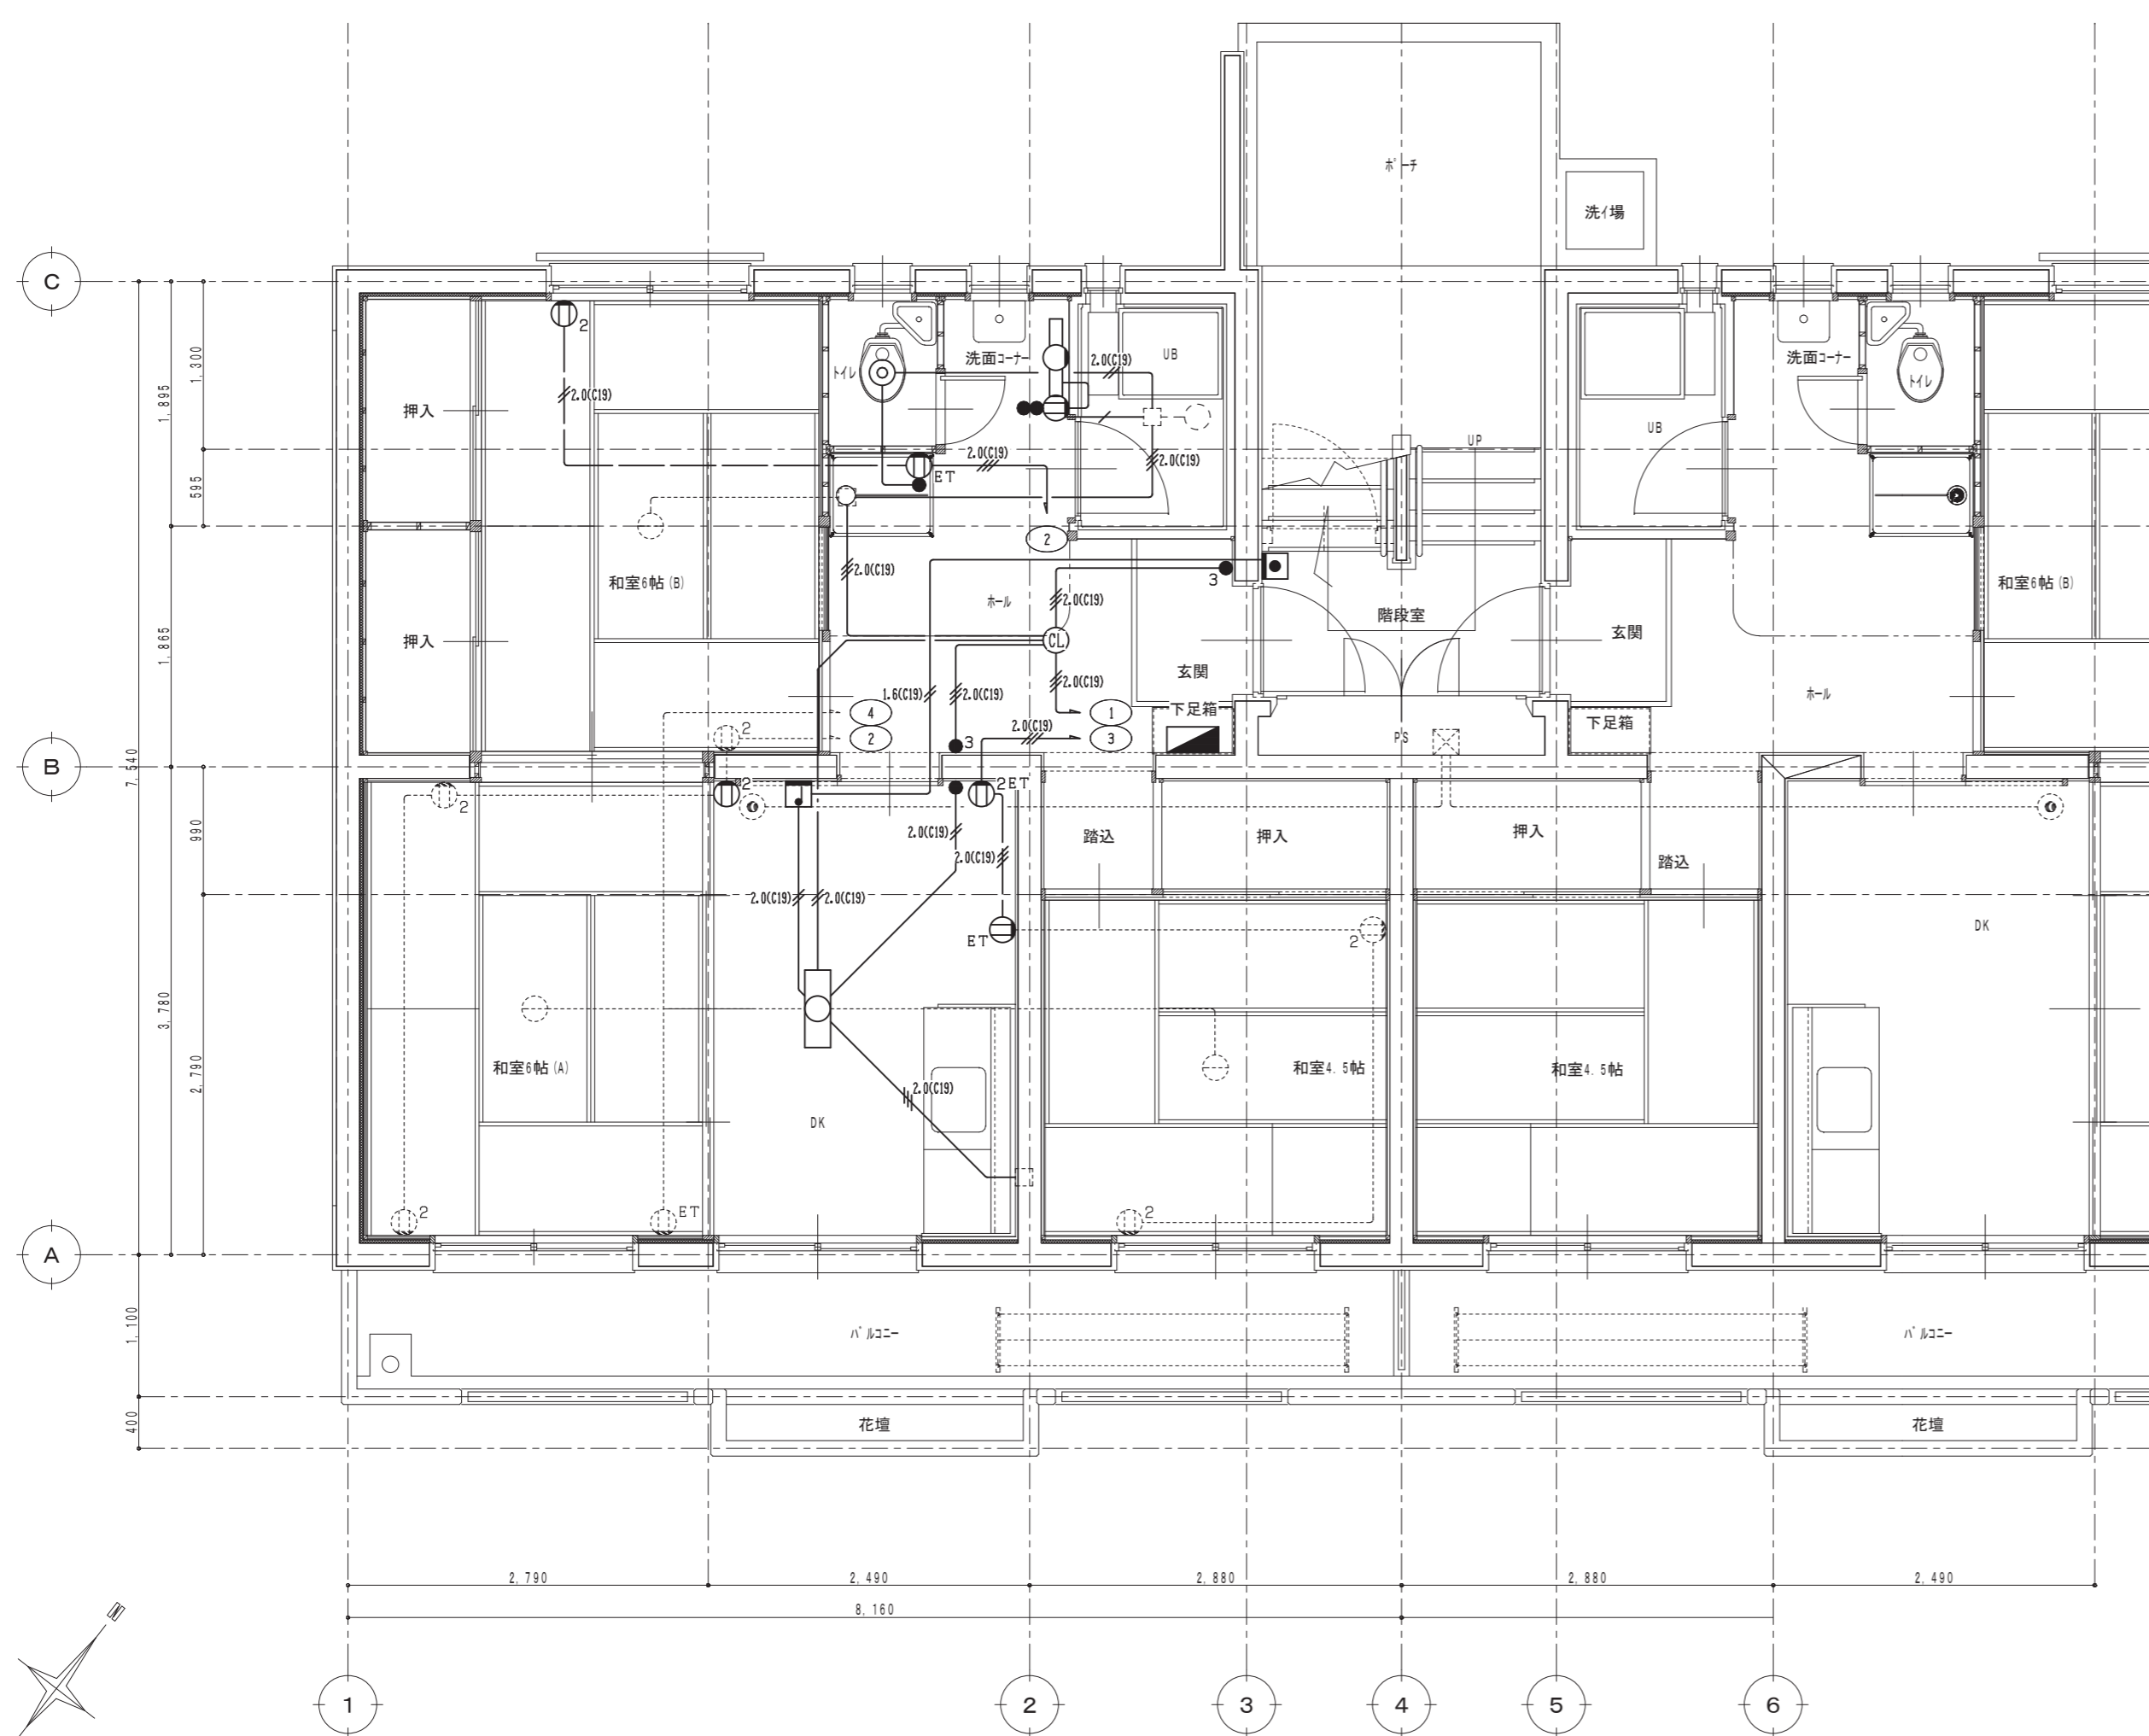 ポーチ
洗イ場
C
2
UB
洗面コーナー
トイレ
2.0(C19)
1,300
1,895
2.0(C19)
押入
洗面コーナー
トイレ
UB
UP
2.0(C19)
2.0(C19)
ET
595
2
2.0(C19)
和室6帖(B)
3
2.0(C19)
ホール
階段室
和室6帖(B)
押入
CL
玄関
1,865
玄関
2.0(C19)
1.6(C19)
2.0(C19)
ホール
4
1
下足箱
下足箱
2.0(C19)
2
2
3
3
PS
B
7,540
2
2
2ET
990
2.0(C19)
踏込
押入
押入
踏込
2.0(C19)
2.0(C19)
2.0(C19)
DK
ET
2
3,780
2,790
和室6帖(A)
2.0(C19)
DK
和室4.5帖
和室4.5帖
2
ET
2
A
1,100
バルコニー
バルコニー
400
花壇
花壇
2,790
2,490
2,880
2,880
2,490
8,160
N
1
2
3
4
5
6